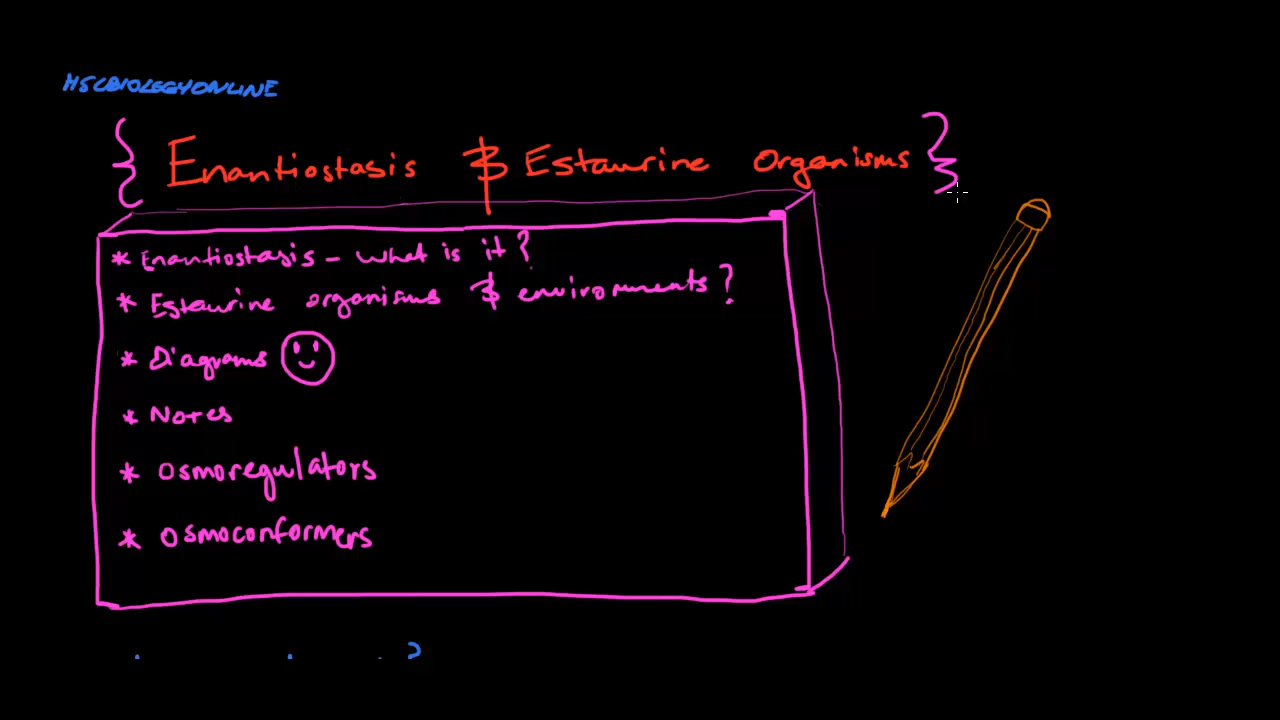 HSCBIOLOGYONLINE
{ Enantiostasis & Estaurine Organisms }
* Enantiostasis - what is it?
* Estaurine organisms & environments?
* Diagrams
* Notes
* Osmoregulators
* Osmoconformers